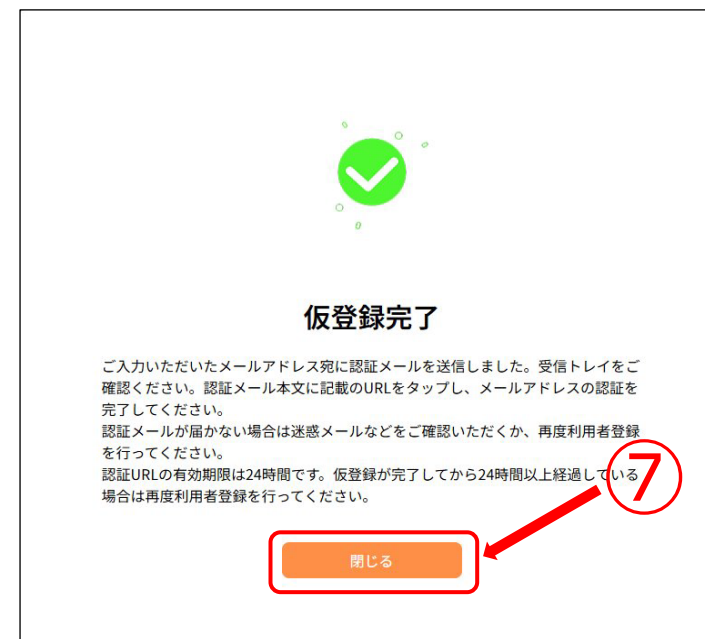 仮登録完了
ご入力いただいたメールアドレス宛に認証メールを送信しました。受信トレイをご
確認ください。認証メール本文に記載のURLをタップし、メールアドレスの認証を
完了してください。
認証メールが届かない場合は迷惑メールなどをご確認いただくか、再度利用者登録
を行ってください。
認証URLの有効期限は24時間です。仮登録が完了してから24時間以上経過している
場合は再度利用者登録を行ってください。
⑦
閉じる